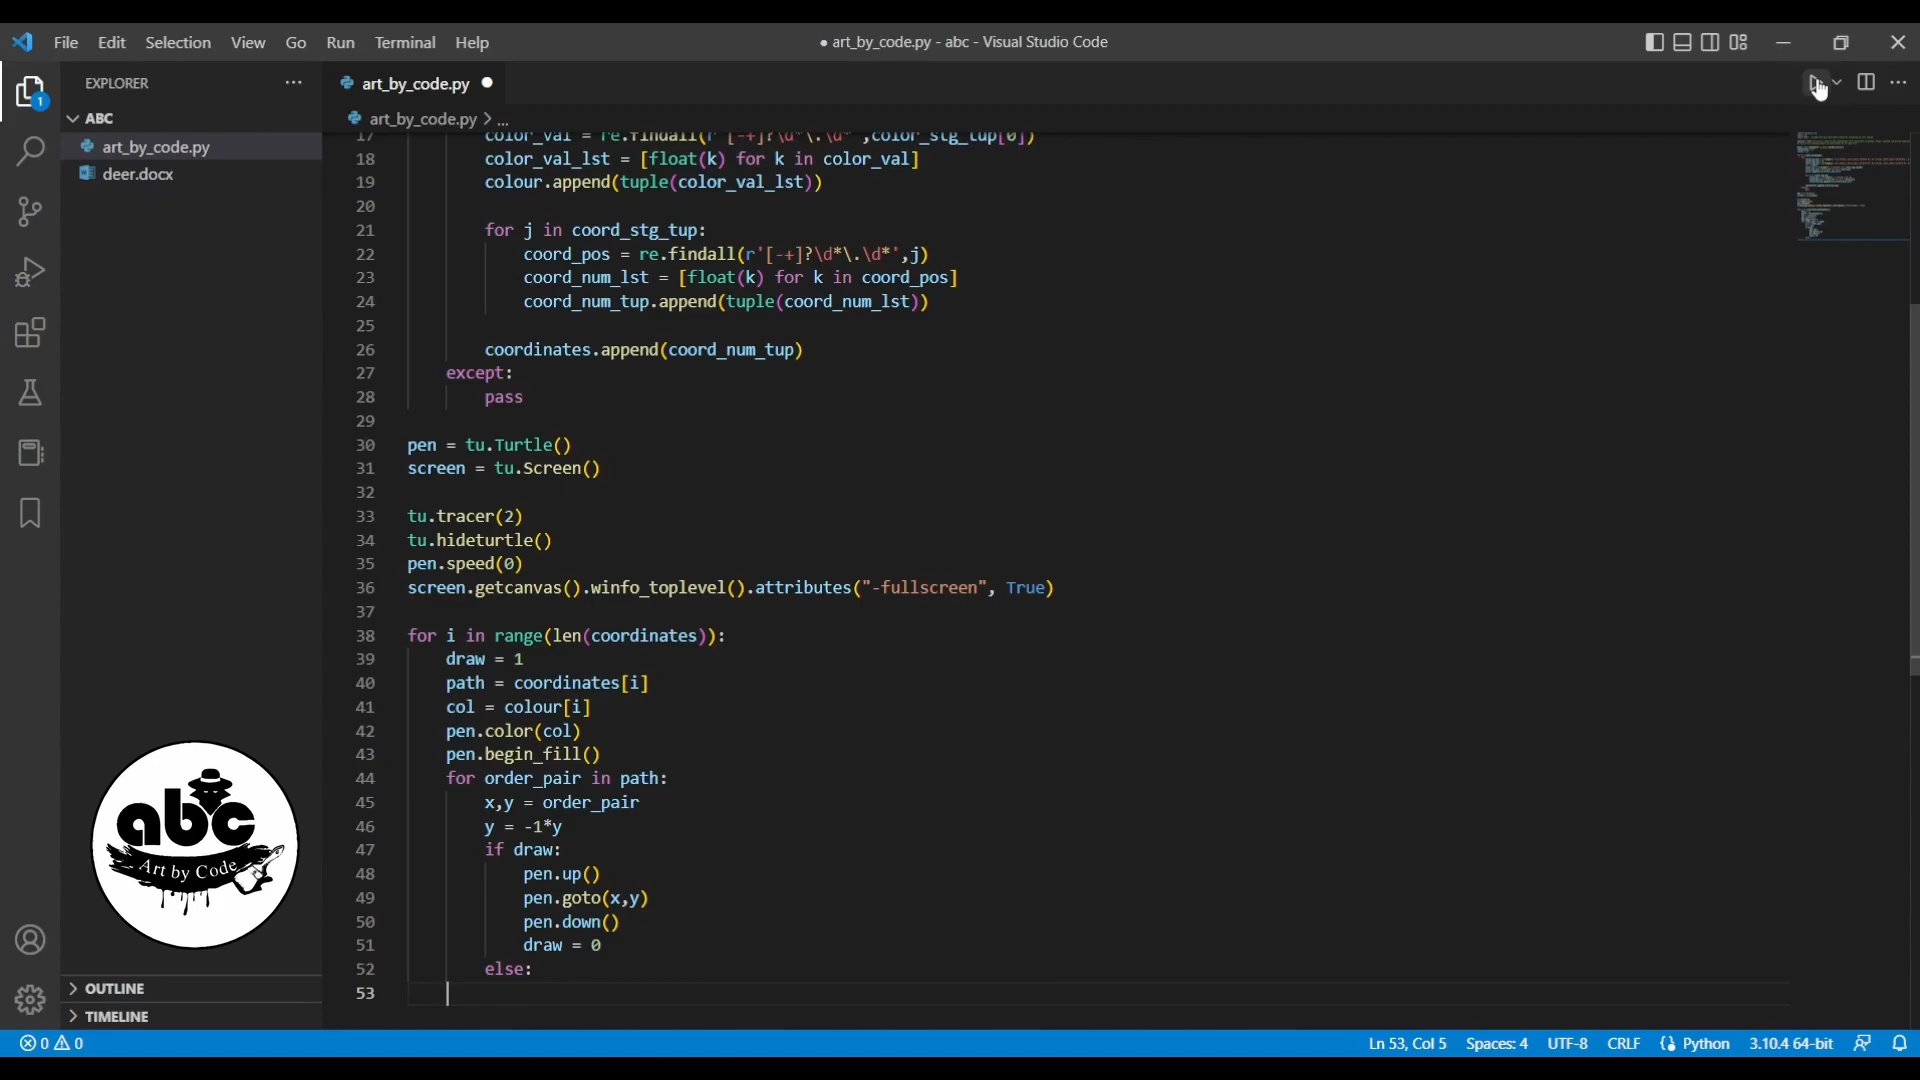 File Edit Selection View Go Run Terminal Help
● art_by_code.py - abc - Visual Studio Code
EXPLORER
1
ABC
art_by_code.py
deer.docx
art_by_code.py
art_by_code.py > ...
17 color_val = re.findall(r'[-+]?\d*\.\d*',color_stg_tup[0])
18 color_val_lst = [float(k) for k in color_val]
19 colour.append(tuple(color_val_lst))
20
21 for j in coord_stg_tup:
22 coord_pos = re.findall(r'[-+]?\d*\.\d*',j)
23 coord_num_lst = [float(k) for k in coord_pos]
24 coord_num_tup.append(tuple(coord_num_lst))
25
26 coordinates.append(coord_num_tup)
27 except:
28 pass
29
30 pen = tu.Turtle()
31 screen = tu.Screen()
32
33 tu.tracer(2)
34 tu.hideturtle()
35 pen.speed(0)
36 screen.getcanvas().winfo_toplevel().attributes("-fullscreen", True)
37
38 for i in range(len(coordinates)):
39 draw = 1
40 path = coordinates[i]
41 col = colour[i]
42 pen.color(col)
43 pen.begin_fill()
44 for order_pair in path:
45 x,y = order_pair
46 y = -1*y
47 if draw:
48 pen.up()
49 pen.goto(x,y)
50 pen.down()
51 draw = 0
52 else:
53
abc
Art by Code
OUTLINE
TIMELINE
0 0
Ln 53, Col 5 Spaces: 4 UTF-8 CRLF Python 3.10.4 64-bit